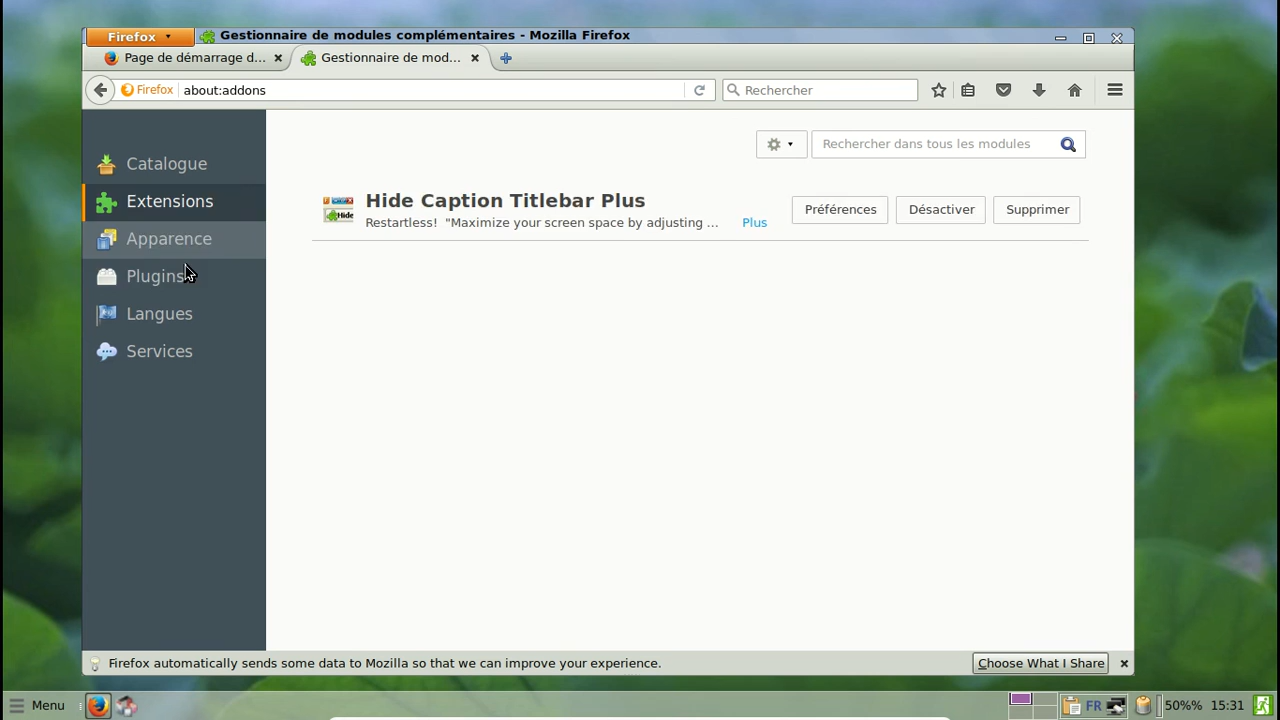 Firefox
Gestionnaire de modules complémentaires - Mozilla Firefox
Page de démarrage d...
Gestionnaire de mod...
Firefox
about:addons
Rechercher
Catalogue
Extensions
Apparence
Plugins
Langues
Services
Rechercher dans tous les modules
Hide Caption Titlebar Plus
Restartless! "Maximize your screen space by adjusting ...
Plus
Préférences
Désactiver
Supprimer
Hide
Firefox automatically sends some data to Mozilla so that we can improve your experience.
Choose What I Share
Menu
FR
50%%
15:31